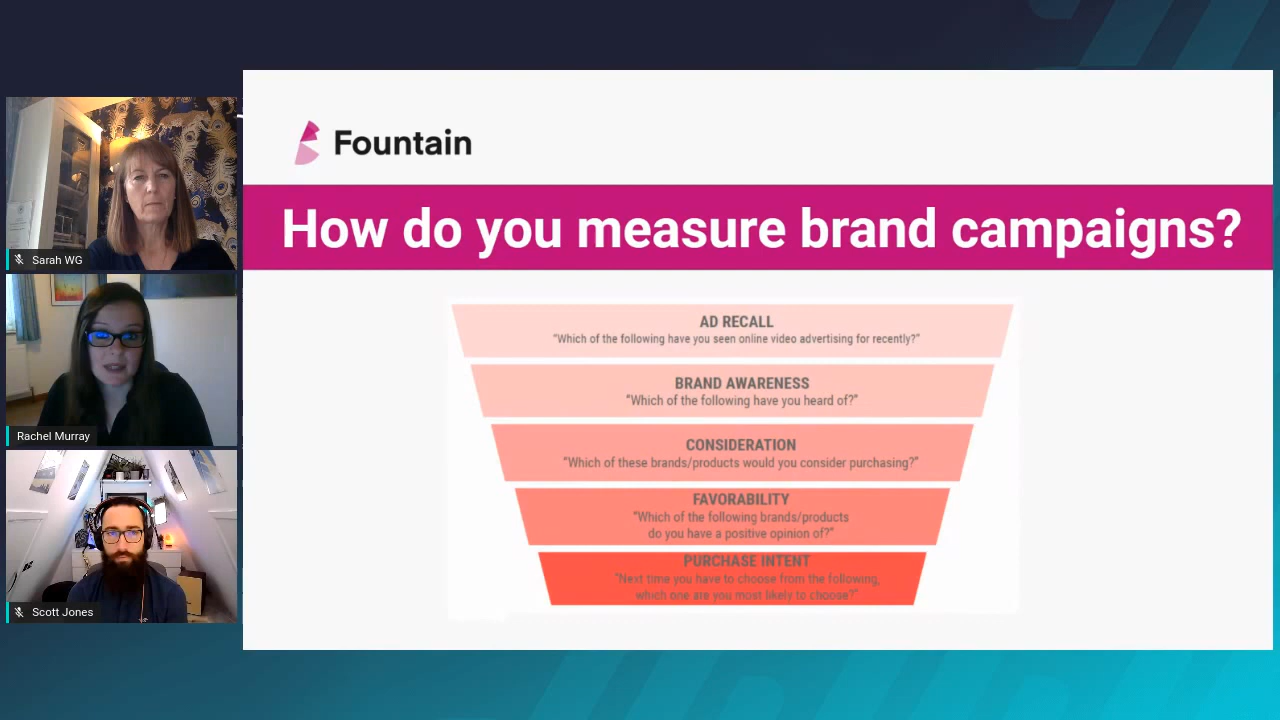 Fountain
How do you measure brand campaigns?
AD RECALL
"Which of the following have you seen online video advertising for recently?"
BRAND AWARENESS
"Which of the following have you heard of?"
CONSIDERATION
"Which of these brands/products would you consider purchasing?"
FAVORABILITY
"Which of the following brands/products
do you have a positive opinion of?"
PURCHASE INTENT
"Next time you have to choose from the following,
which one are you most likely to choose?"
Sarah WG
Rachel Murray
Scott Jones